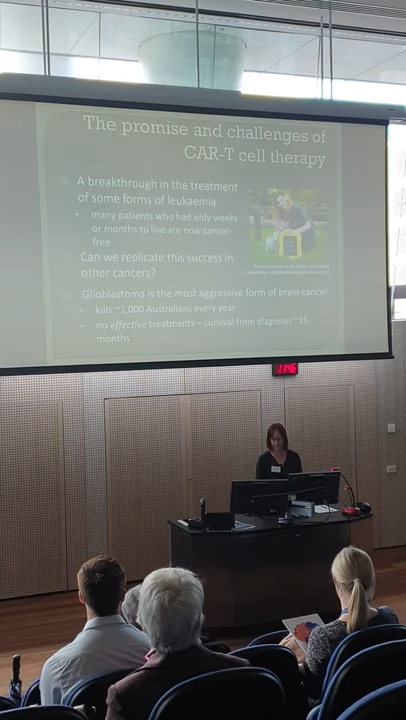 The promise and challenges of
CAR-T cell therapy
A breakthrough in the treatment
of some forms of leukaemia
many patients who had only weeks
or months to live are now cancer-
free
Can we replicate this success in
other cancers?
Glioblastoma is the most aggressive form of brain cancer
kills ~1,000 Australians every year
no effective treatments – survival from diagnosis ~15
months